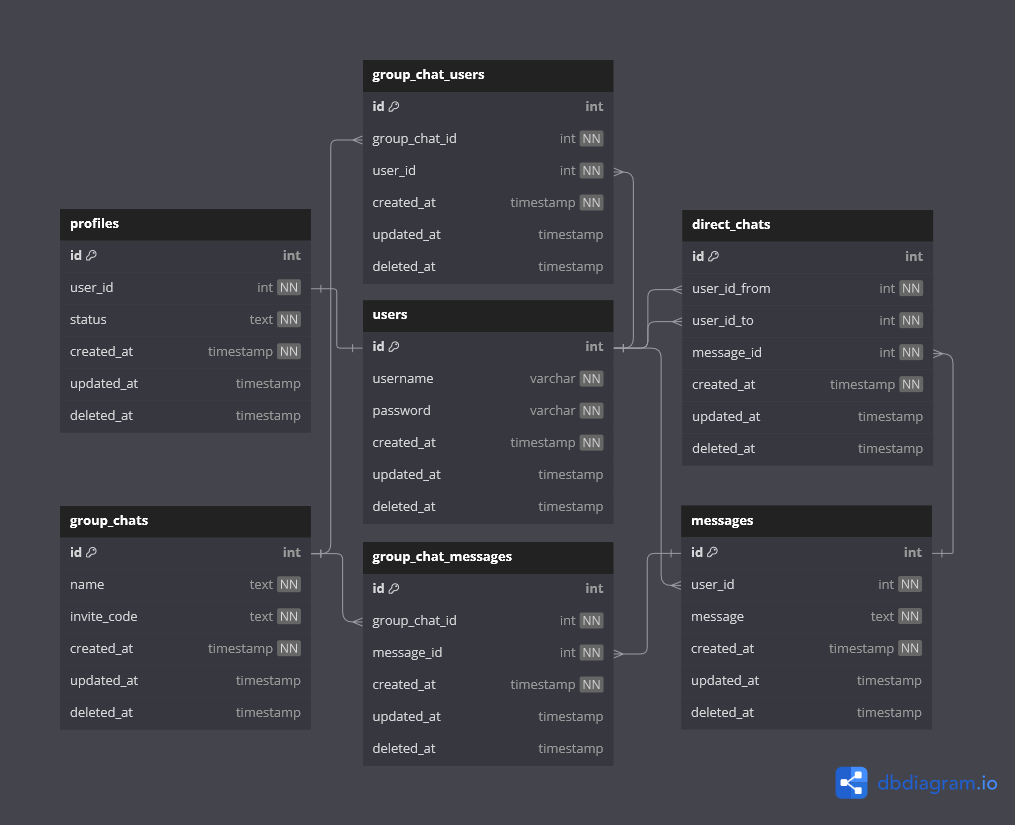 group_chat_users
id int
group_chat_id int NN
user_id int NN
created_at timestamp NN
updated_at timestamp
deleted_at timestamp
profiles
id int
user_id int NN
status text NN
created_at timestamp NN
updated_at timestamp
deleted_at timestamp
users
id int
username varchar NN
password varchar NN
created_at timestamp NN
updated_at timestamp
deleted_at timestamp
direct_chats
id int
user_id_from int NN
user_id_to int NN
message_id int NN
created_at timestamp NN
updated_at timestamp
deleted_at timestamp
group_chats
id int
name text NN
invite_code text NN
created_at timestamp NN
updated_at timestamp
deleted_at timestamp
group_chat_messages
id int
group_chat_id int NN
message_id int NN
created_at timestamp NN
updated_at timestamp
deleted_at timestamp
messages
id int
user_id int NN
message text NN
created_at timestamp NN
updated_at timestamp
deleted_at timestamp
dbdiagram.io